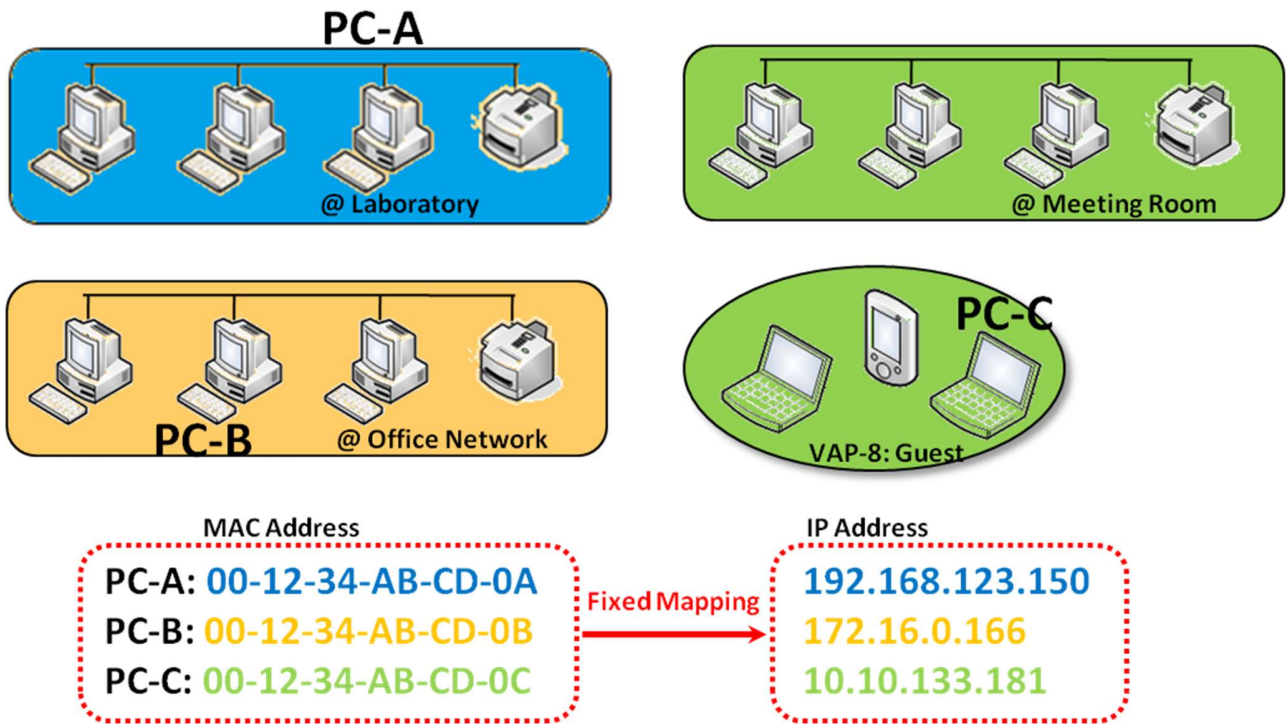 PC-A
@ Laboratory
@ Meeting Room
PC-B
@ Office Network
PC-C
VAP-8: Guest
MAC Address
PC-A: 00-12-34-AB-CD-0A
PC-B: 00-12-34-AB-CD-0B
PC-C: 00-12-34-AB-CD-0C
Fixed Mapping
IP Address
192.168.123.150
172.16.0.166
10.10.133.181